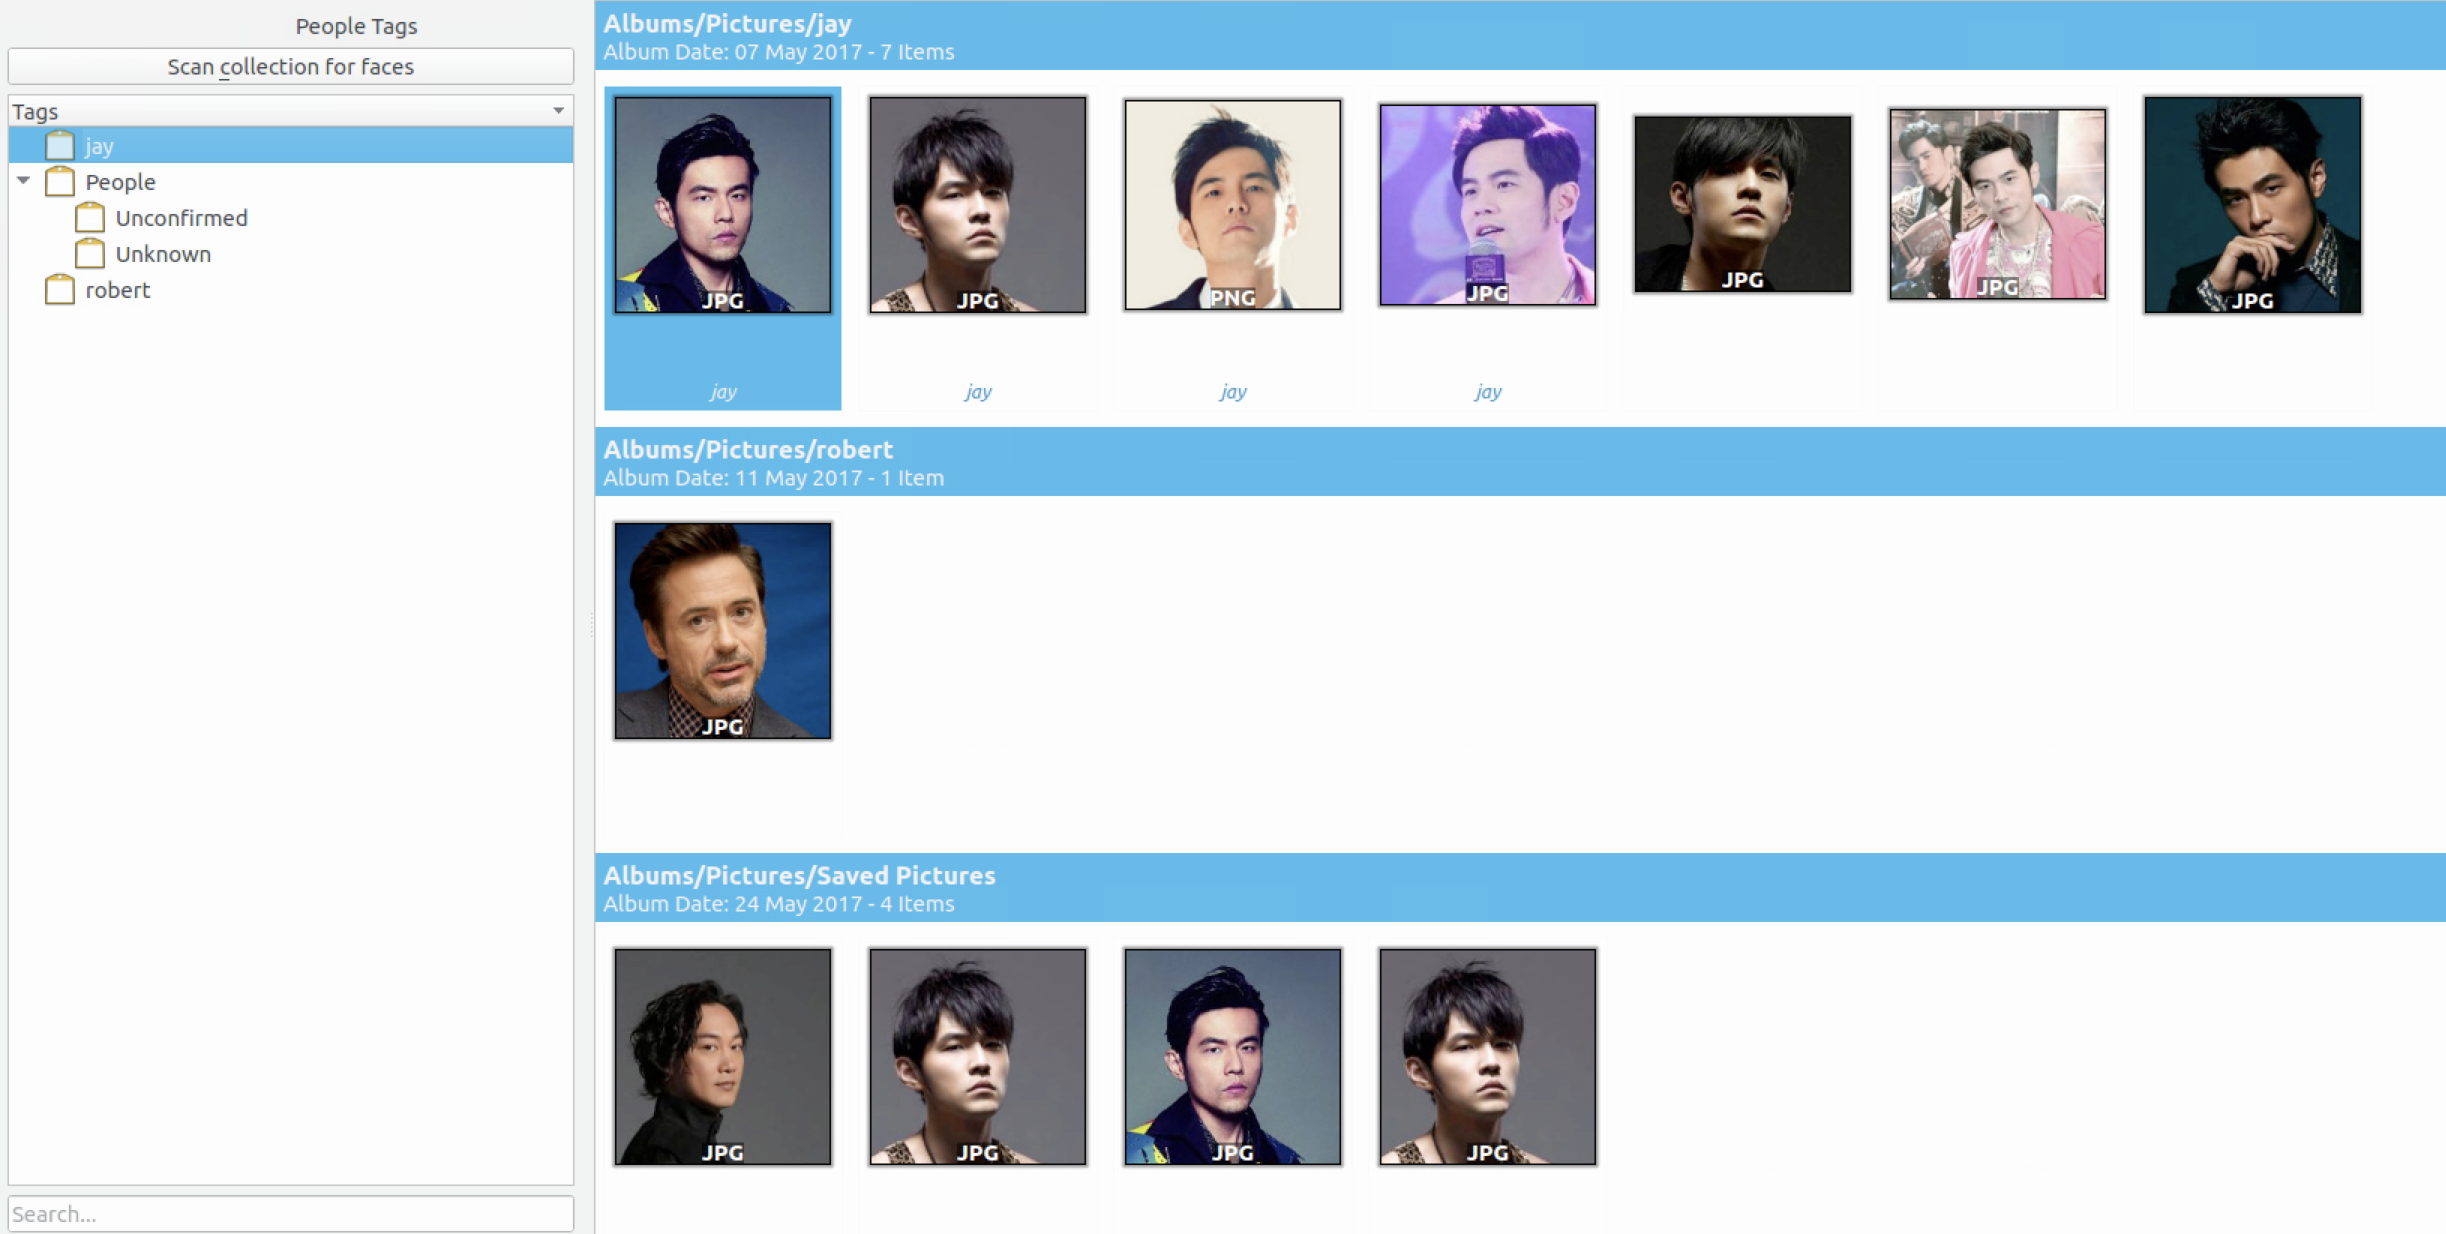 People Tags
Scan collection for faces
Tags
jay
People
Unconfirmed
Unknown
robert
Search...
Albums/Pictures/jay
Album Date: 07 May 2017 - 7 Items
JPG JPG PNG JPG JPG JPG JPG
jay jay jay jay
Albums/Pictures/robert
Album Date: 11 May 2017 - 1 Item
JPG
Albums/Pictures/Saved Pictures
Album Date: 24 May 2017 - 4 Items
JPG JPG JPG JPG